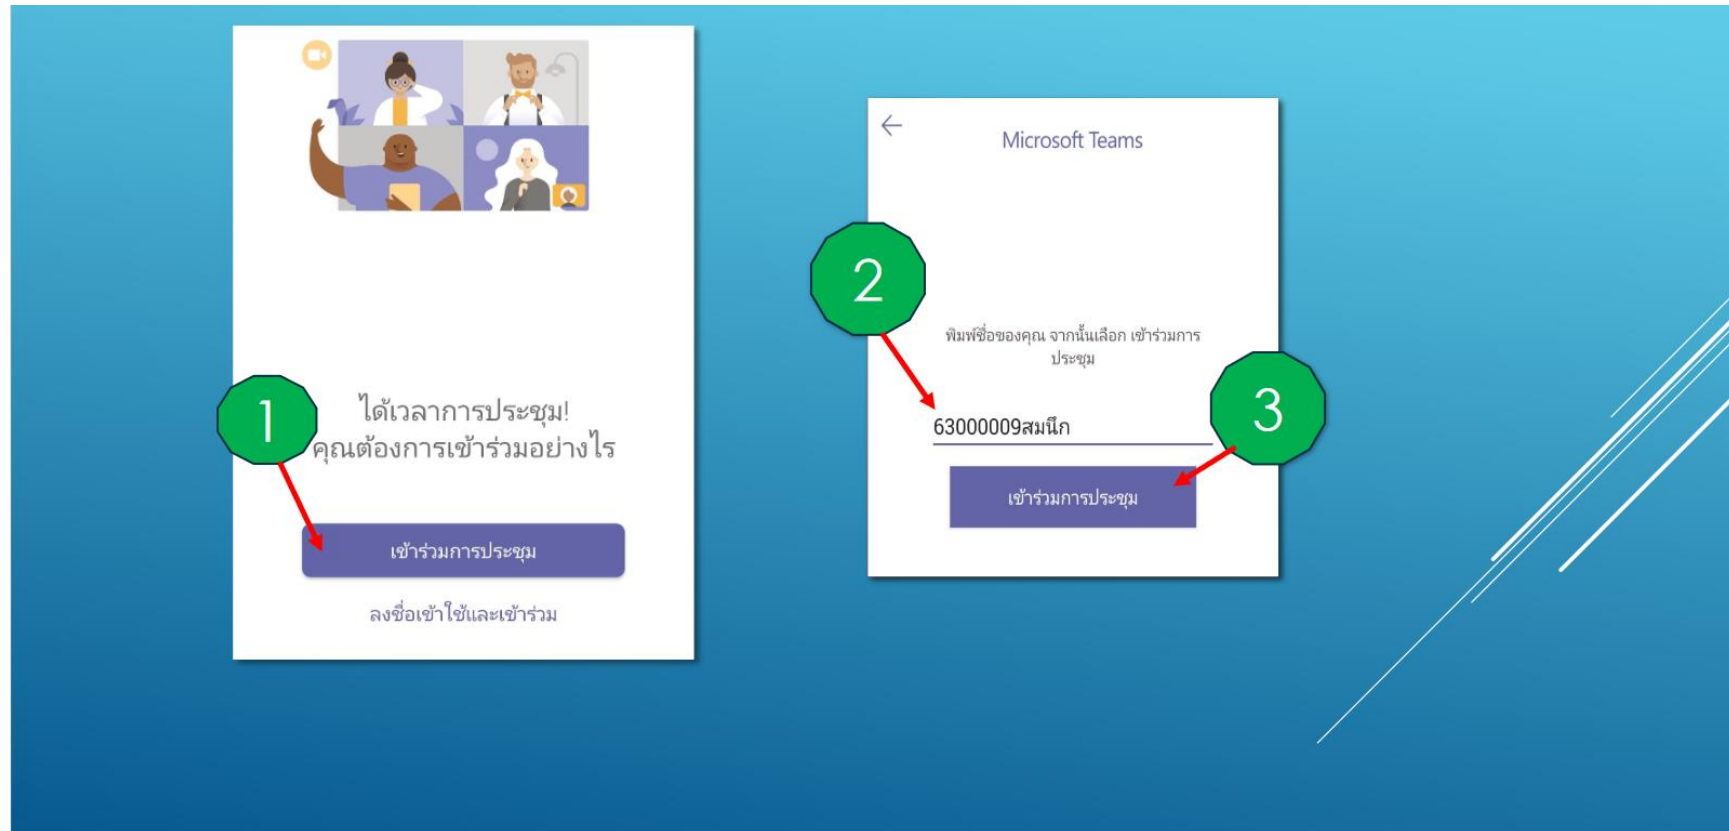 ได้เวลาการประชุม!
1
คุณต้องการเข้าร่วมอย่างไร
เข้าร่วมการประชุม
ลงชื่อเข้าใช้และเข้าร่วม
Microsoft Teams
2
พิมพ์ชื่อของคุณ จากนั้นเลือก เข้าร่วมการ
ประชุม
3
63000009สมนึก
เข้าร่วมการประชุม